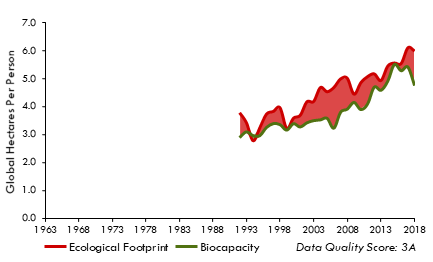 Global Hectares Per Person
7.0
6.0
5.0
4.0
3.0
2.0
1.0
0.0
1963 1968 1973 1978 1983 1988 1993 1998 2003 2008 2013 2018
Ecological Footprint Biocapacity Data Quality Score: 3A